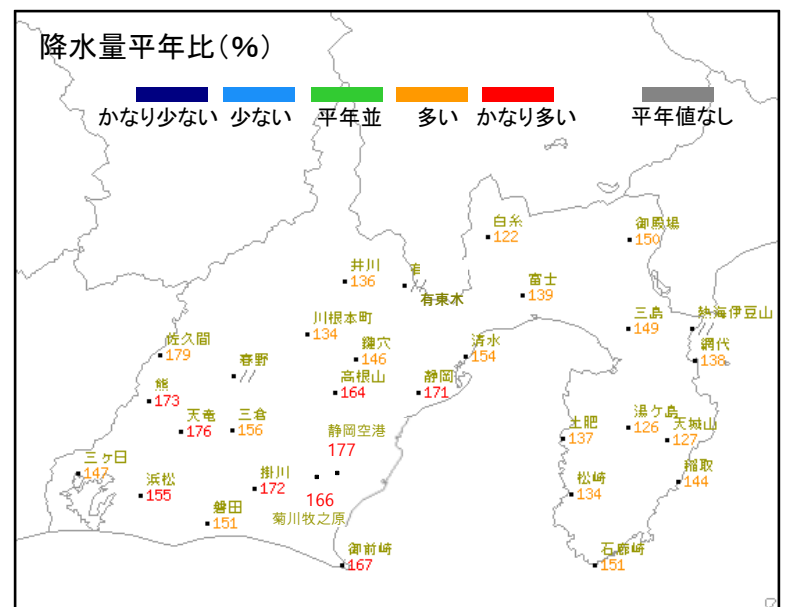 降水量平年比(%)
かなり少ない 少ない 平年並 多い かなり多い 平年値なし
白糸
122
御殿場
150
井川
136
有東木
富士
139
川根本町
134
三島
149
熱海伊豆山
//
佐久間
179
春野
//
鍵穴
146
清水
154
網代
138
熊
173
高根山
164
静岡
171
天竜
176
三倉
156
静岡空港
177
土肥
137
湯ケ島
126
天城山
127
三ケ日
147
浜松
155
掛川
172
166
菊川牧之原
松崎
134
稲取
144
磐田
151
御前崎
167
石廊崎
151